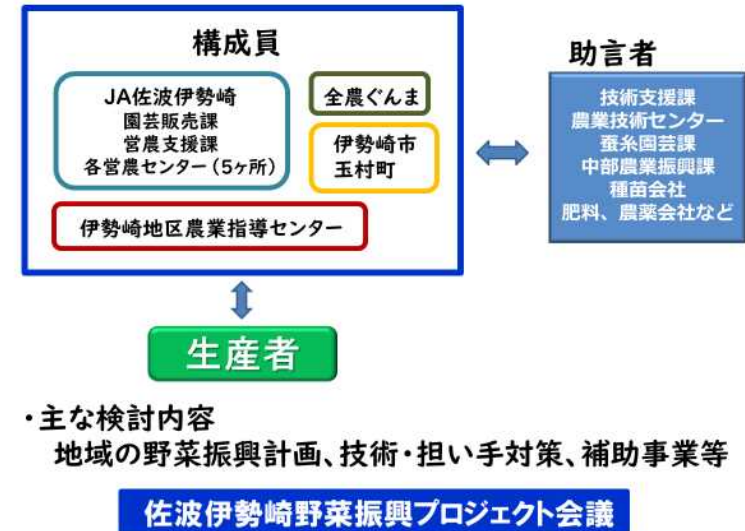 構成員
JA佐波伊勢崎
園芸販売課
営農支援課
各営農センター（5ヶ所）
全農ぐんま
伊勢崎市
玉村町
伊勢崎地区農業指導センター
助言者
技術支援課
農業技術センター
蚕糸園芸課
中部農業振興課
種苗会社
肥料、農薬会社など
生産者
・主な検討内容
地域の野菜振興計画、技術・担い手対策、補助事業等
佐波伊勢崎野菜振興プロジェクト会議